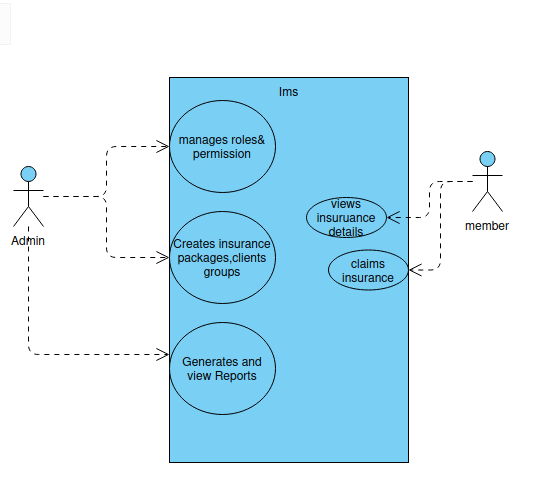 Ims
manages roles&
permission
Admin
Creates insurance
packages,clients
groups
Generates and
view Reports
views
insuruance
details
claims
insurance
member